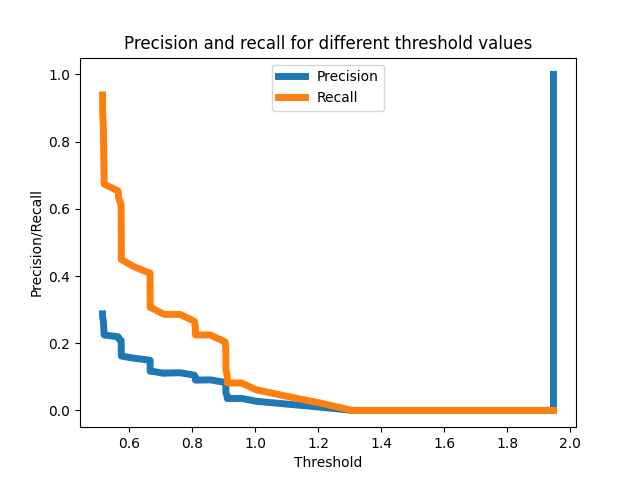 Precision and recall for different threshold values
Precision
Recall
Precision/Recall
1.0
0.8
0.6
0.4
0.2
0.0
0.6 0.8 1.0 1.2 1.4 1.6 1.8 2.0
Threshold